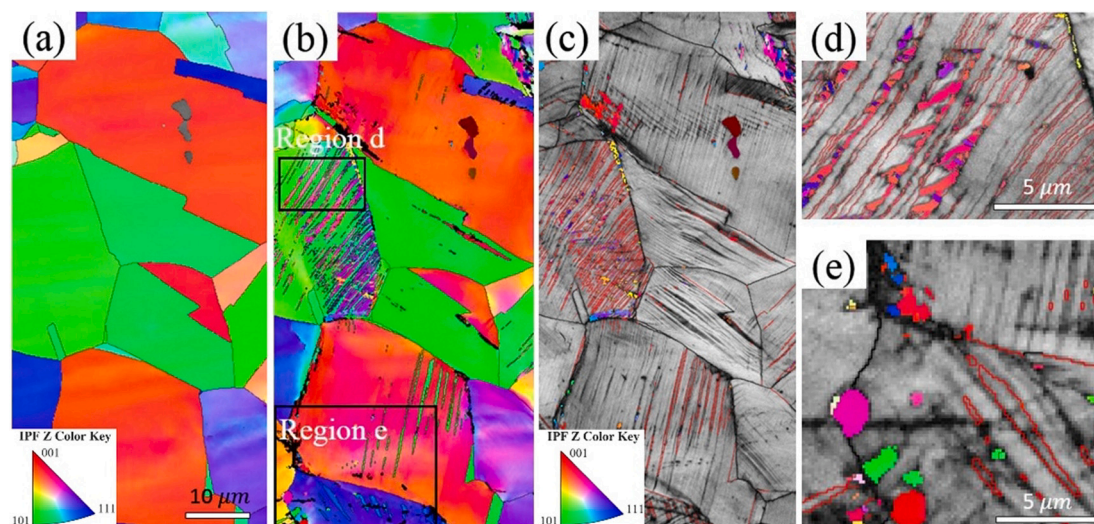 (a)
(b)
(c)
(d)
(e)
Region d
Region e
IPF Z Color Key
001
101
111
10 μm
IPF Z Color Key
001
101
111
5 μm
5 μm